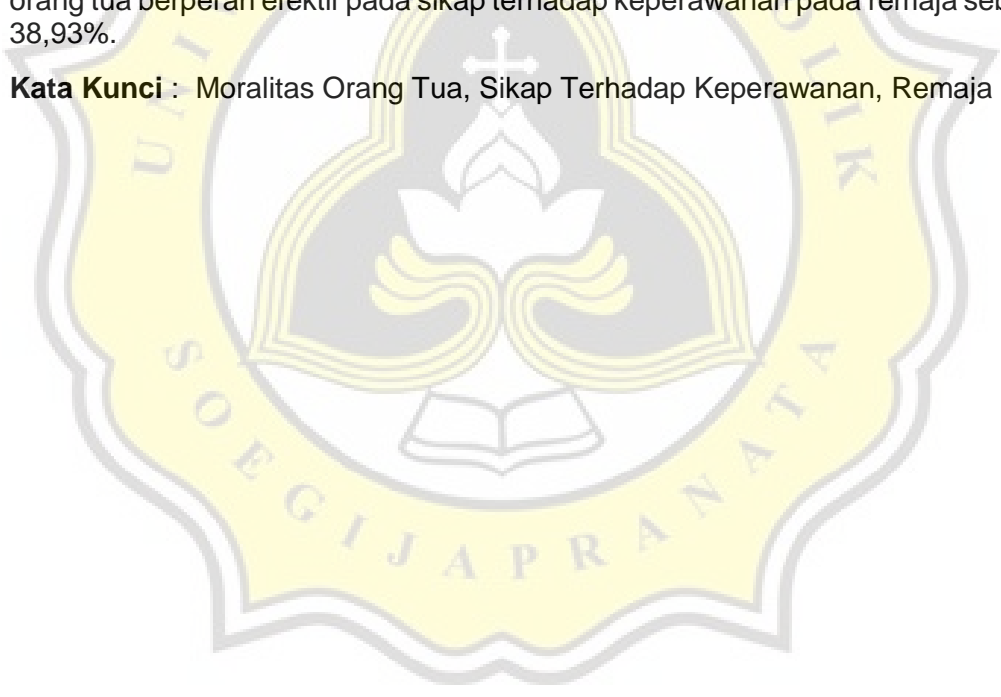 orang tua berperan efektif pada sikap terhadap keperawanan pada remaja
38,93%.
Kata Kunci : Moralitas Orang Tua, Sikap Terhadap Keperawanan, Remaja
SOEGIJAPRANATA